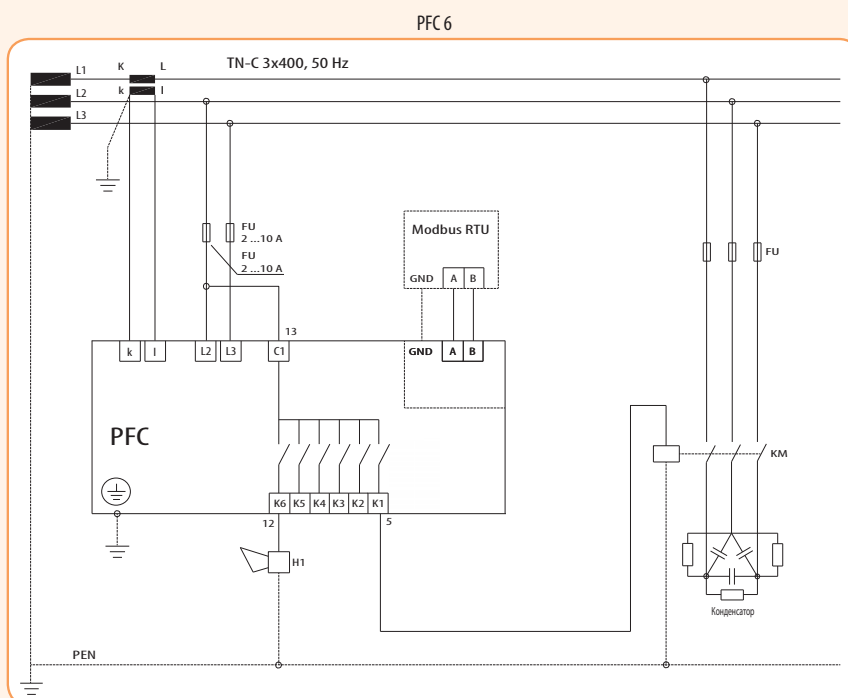 PFC 6
L1 K L TN-C 3x400, 50 Hz
L2 k l
L3
FU
2 ...10 A
FU
2 ...10 A
Modbus RTU
GND A B
FU
13
k l L2 L3 C1 GND A B
PFC
KM
K6 K5 K4 K3 K2 K1
12 5
H1
Конденсатор
PEN